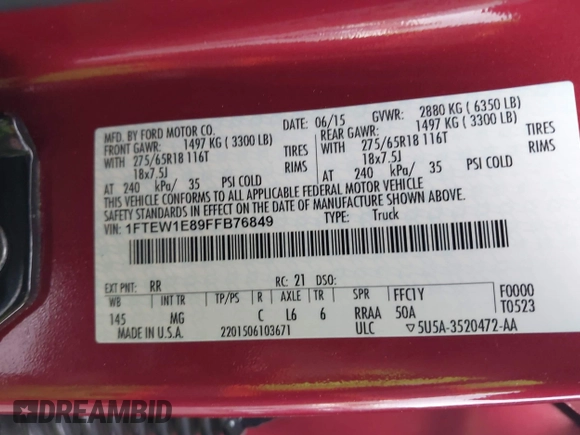 MFD. BY FORD MOTOR CO.
DATE: 06/15
GVWR: 2880 KG ( 6350 LB)
FRONT GAWR: 1497 KG ( 3300 LB)
REAR GAWR: 1497 KG ( 3300 LB)
WITH 275/65R18 116T TIRES
275/65R18 116T TIRES
18x7.5J RIMS
18x7.5J RIMS
AT 240 kPa/ 35 PSI COLD
AT 240 kPa/ 35 PSI COLD
THIS VEHICLE CONFORMS TO ALL APPLICABLE FEDERAL MOTOR VEHICLE
SAFETY AND THEFT PREVENTION STANDARDS IN EFFECT ON THE DATE OF MANUFACTURE SHOWN ABOVE.
VIN: 1FTEW1E89FFB76849
TYPE: Truck
EXT PNT: RR RC: 21 DSO:
WB INT TR TP/PS R AXLE TR SPR FFC1Y F0000
T0523
145 MG C L6 6 RRAA 50A
MADE IN U.S.A. 2201506103671 ULC ▽5U5A-3520472-AA
DREAMBID